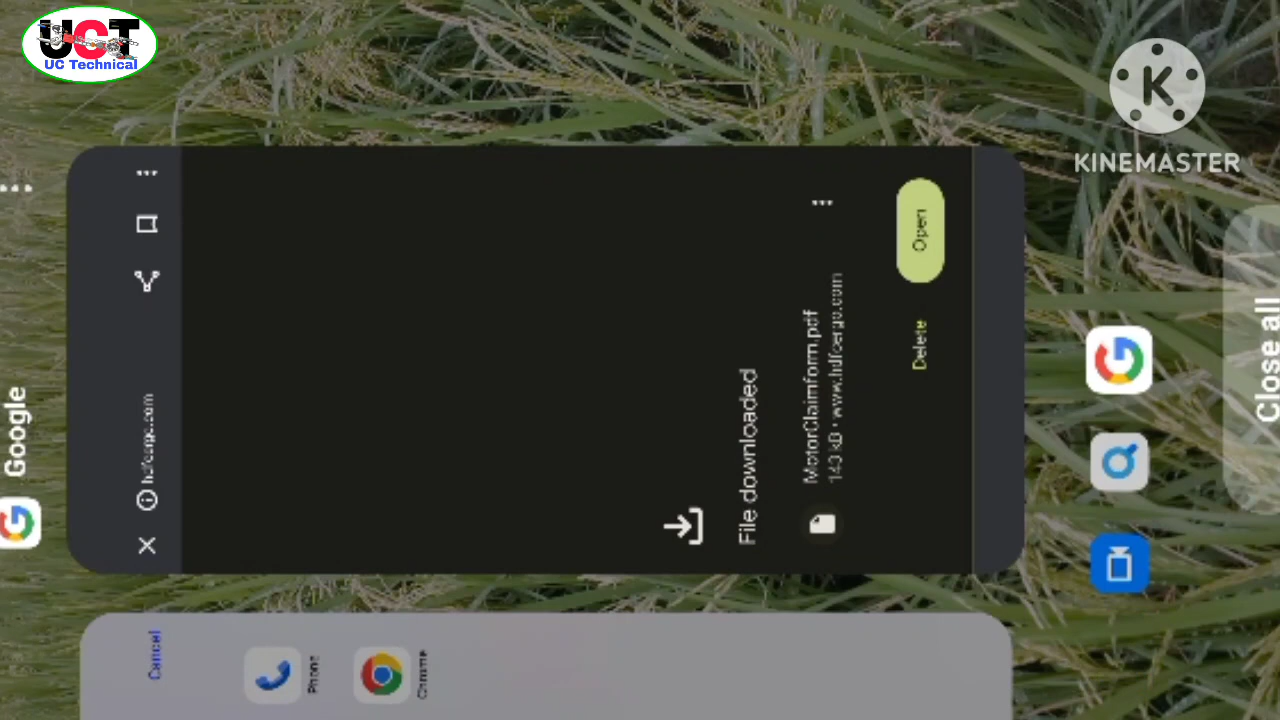 UCT
UC Technical
KINEMASTER
Google
hdfcergo.com
File downloaded
MotorClaimform.pdf
143 kB • www.hdfcergo.com
Delete
Open
Cancel
Phone
Chrome
Close all